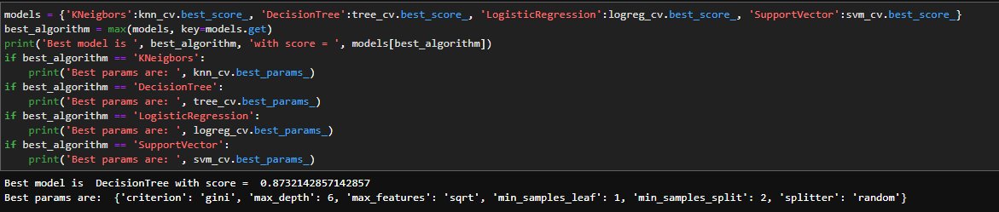 models = {'KNeigbors':knn_cv.best_score_, 'DecisionTree':tree_cv.best_score_, 'LogisticRegression':logreg_cv.best_score_, 'SupportVector':svm_cv.best_score_}
best_algorithm = max(models, key=models.get)
print('Best model is ', best_algorithm, 'with score = ', models[best_algorithm])
if best_algorithm == 'KNeigbors':
    print('Best params are: ', knn_cv.best_params_)
if best_algorithm == 'DecisionTree':
    print('Best params are: ', tree_cv.best_params_)
if best_algorithm == 'LogisticRegression':
    print('Best params are: ', logreg_cv.best_params_)
if best_algorithm == 'SupportVector':
    print('Best params are: ', svm_cv.best_params_)
Best model is  DecisionTree with score =  0.8732142857142857
Best params are:  {'criterion': 'gini', 'max_depth': 6, 'max_features': 'sqrt', 'min_samples_leaf': 1, 'min_samples_split': 2, 'splitter': 'random'}